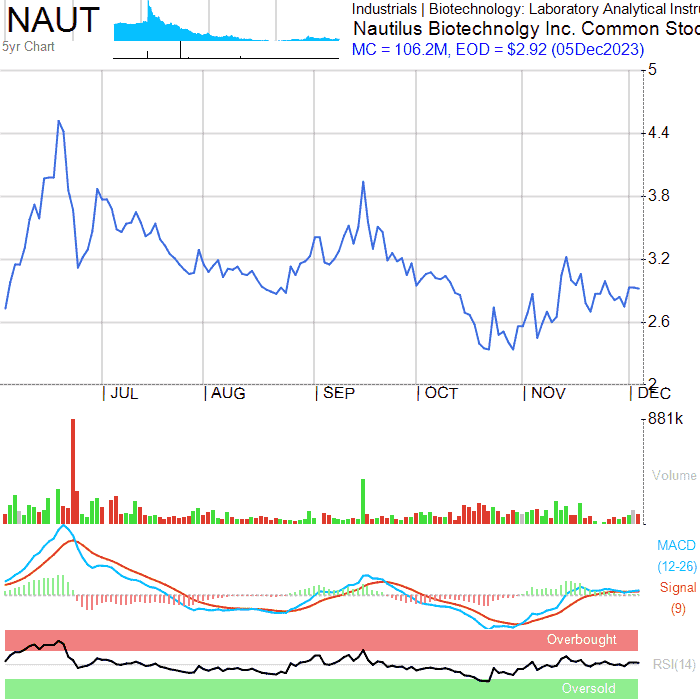 NAUT
5yr Chart
Industrials | Biotechnology: Laboratory Analytical Instru
Nautilus Biotechnolgy Inc. Common Stoc
MC = 106.2M, EOD = $2.92 (05Dec2023)
5
4.4
3.8
3.2
2.6
2
| JUL | AUG | SEP | OCT | NOV | DEC
881k
Volume
MACD
(12-26)
Signal
(9)
Overbought
RSI(14)
Oversold